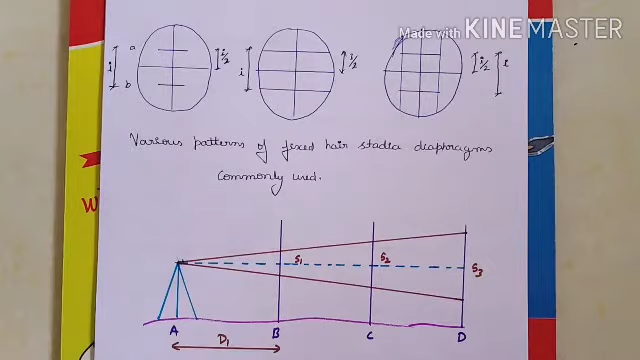 Made with KINEMASTER
i a b i/2 i i/2 i/2 i
Various patterns of fixed hair stadia diaphragms
commonly used.
S1 S2 S3
A B C D
D1